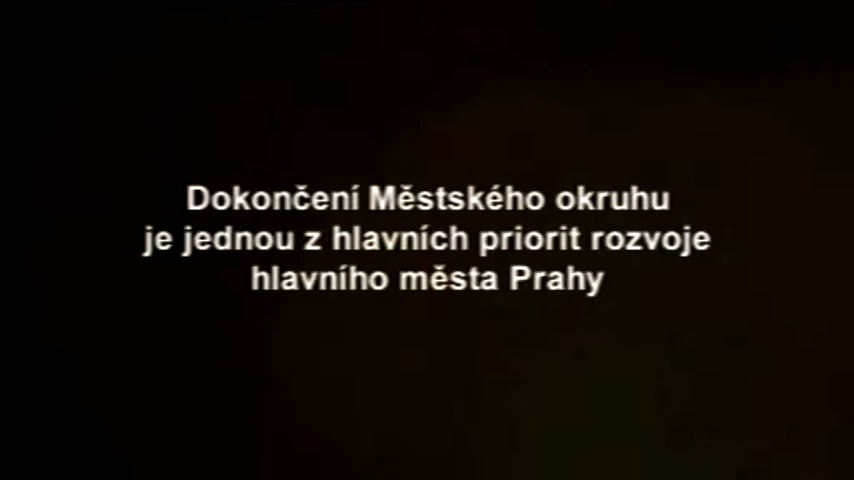 Dokončení Městského okruhu
je jednou z hlavních priorit rozvoje
hlavního města Prahy